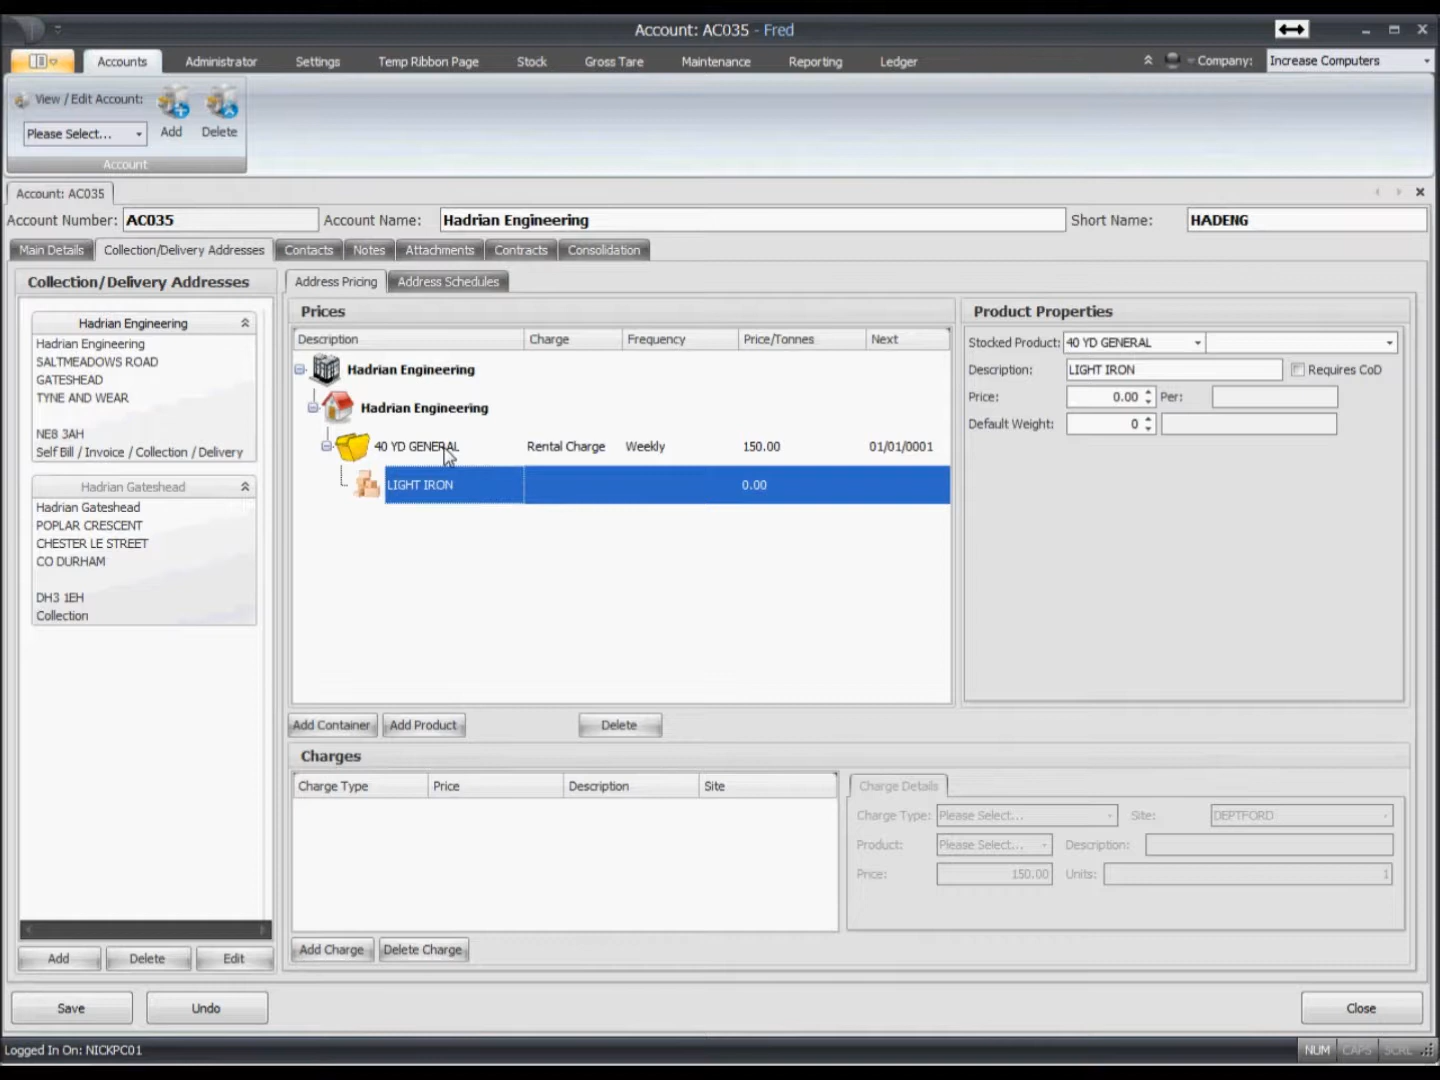 Account: AC035 - Fred
Accounts Administrator Settings Temp Ribbon Page Stock Gross Tare Maintenance Reporting Ledger Company: Increase Computers
View / Edit Account:
Please Select... Add Delete
Account
Account: AC035
Account Number: AC035 Account Name: Hadrian Engineering Short Name: HADENG
Main Details Collection/Delivery Addresses Contacts Notes Attachments Contracts Consolidation
Collection/Delivery Addresses
Hadrian Engineering
Hadrian Engineering
SALTMEADOWS ROAD
GATESHEAD
TYNE AND WEAR
NE8 3AH
Self Bill / Invoice / Collection / Delivery
Hadrian Gateshead
Hadrian Gateshead
POPLAR CRESCENT
CHESTER LE STREET
CO DURHAM
DH3 1EH
Collection
Add Delete Edit
Address Pricing Address Schedules
Prices
Description Charge Frequency Price/Tonnes Next
Hadrian Engineering
Hadrian Engineering
40 YD GENERAL Rental Charge Weekly 150.00 01/01/0001
LIGHT IRON 0.00
Add Container Add Product Delete
Product Properties
Stocked Product: 40 YD GENERAL
Description: LIGHT IRON Requires CoD
Price: 0.00 Per:
Default Weight: 0
Charges
Charge Type Price Description Site
Add Charge Delete Charge
Charge Details
Charge Type: Please Select... Site: DEPTFORD
Product: Please Select... Description:
Price: 150.00 Units: 1
Save Undo Close
Logged In On: NICKPC01 NUM CAPS SCRL